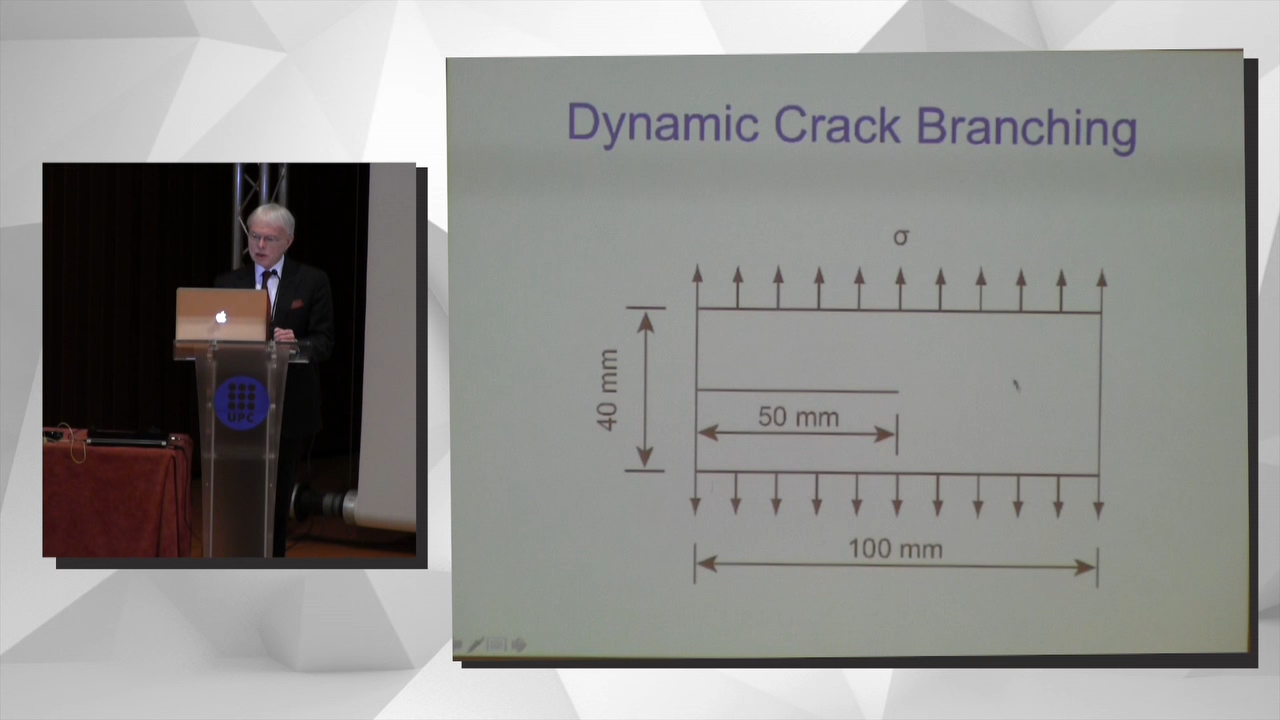 Dynamic Crack Branching
σ
40 mm
50 mm
100 mm
UPC